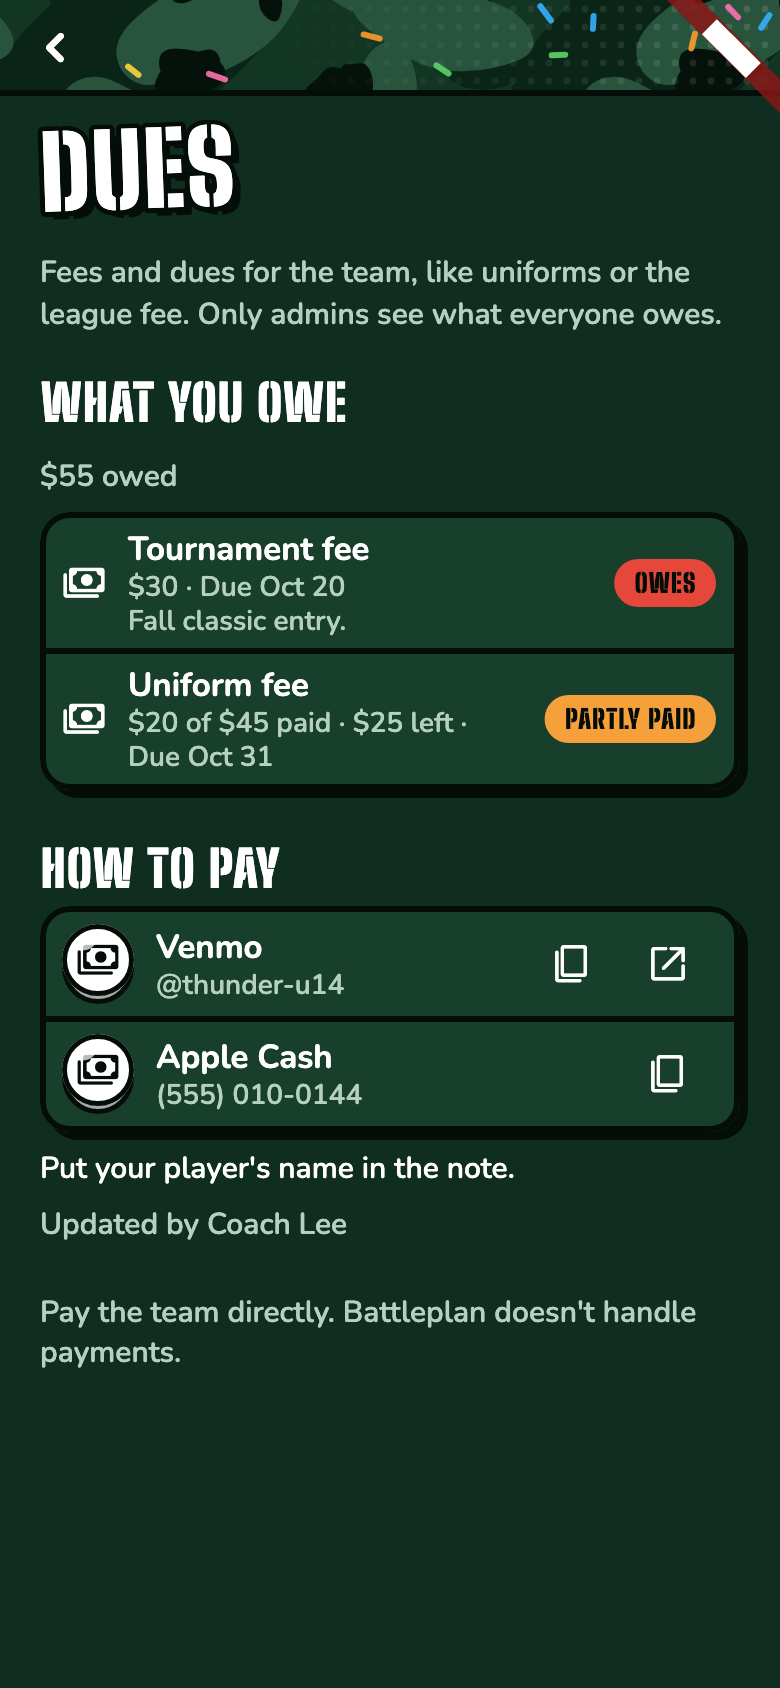 DUES
Fees and dues for the team, like uniforms or the
league fee. Only admins see what everyone owes.
WHAT YOU OWE
$55 owed
Tournament fee
$30 · Due Oct 20
Fall classic entry.
OWES
Uniform fee
$20 of $45 paid · $25 left ·
Due Oct 31
PARTLY PAID
HOW TO PAY
Venmo
@thunder-u14
Apple Cash
(555) 010-0144
Put your player's name in the note.
Updated by Coach Lee
Pay the team directly. Battleplan doesn't handle
payments.